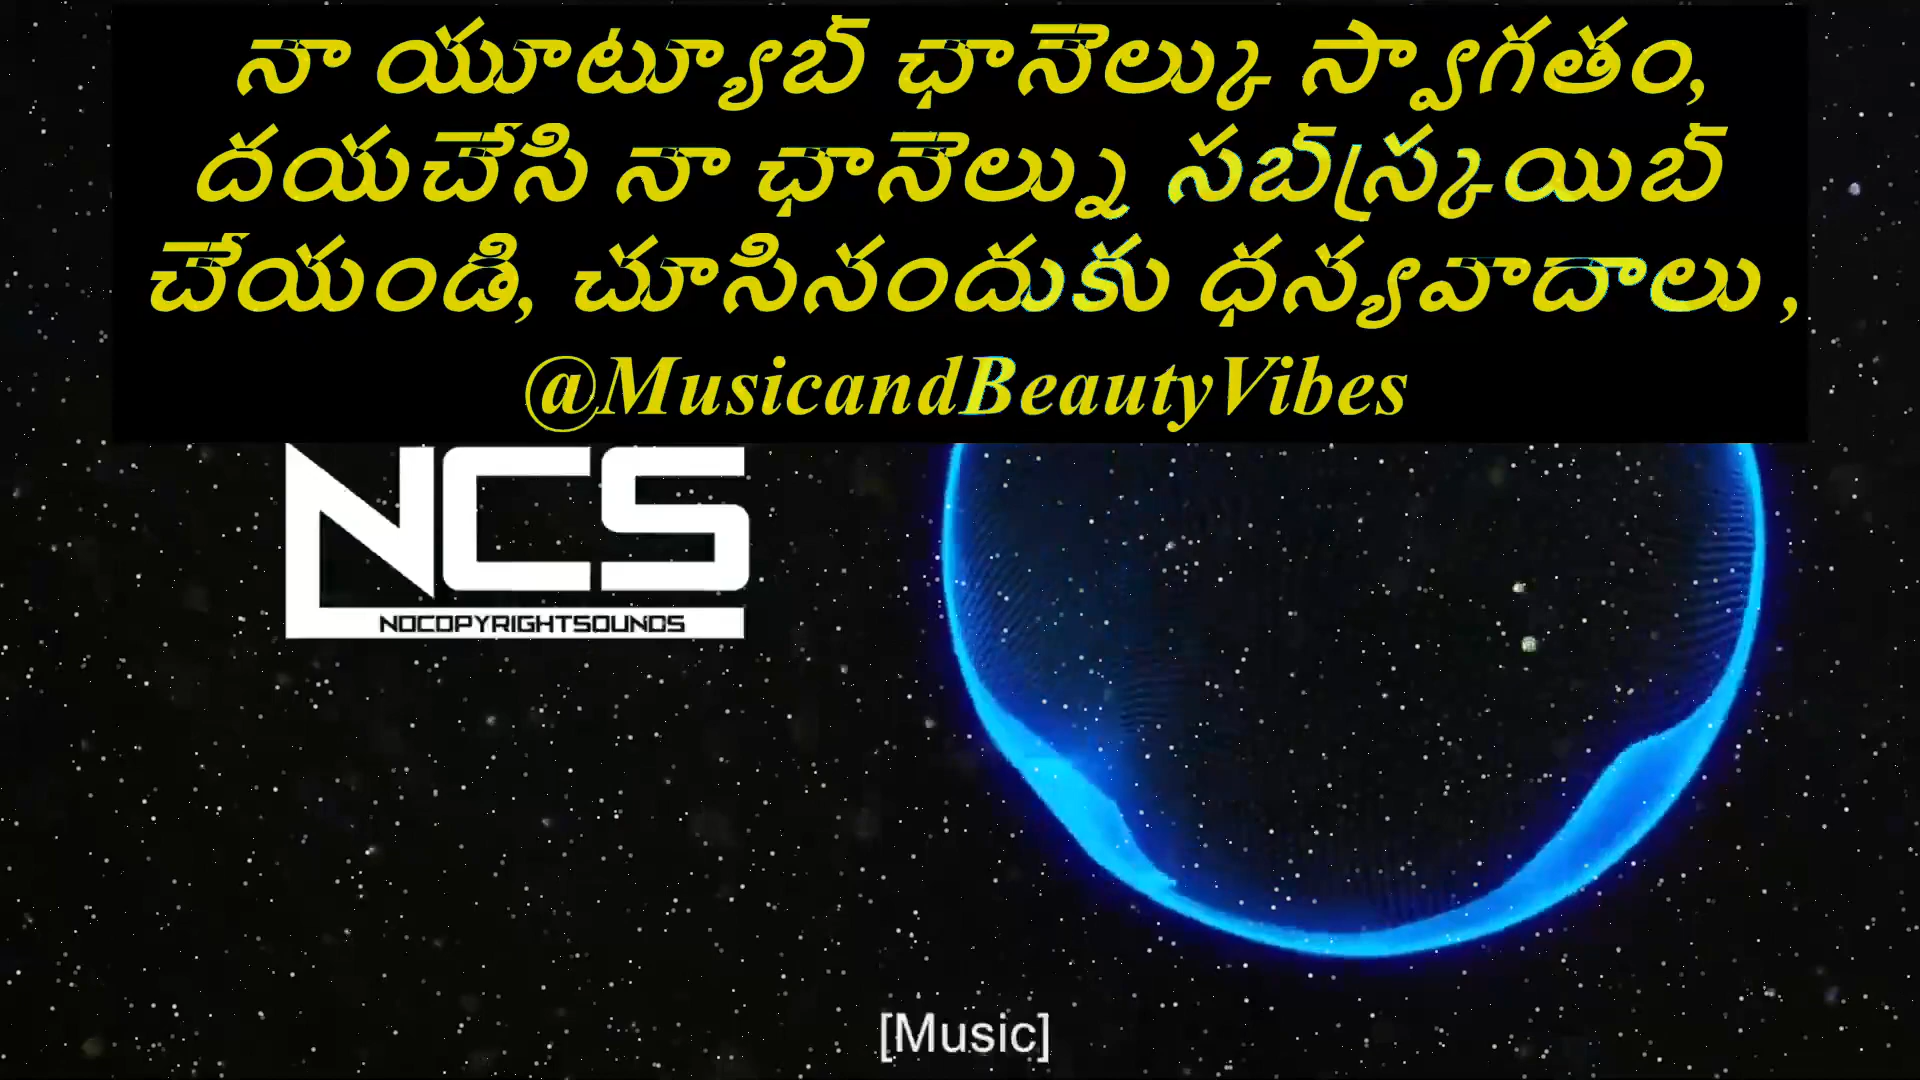 నా యూట్యూబ్ ఛానెల్కు స్వాగతం,
దయచేసి నా ఛానెల్ను సబ్స్క్రయిబ్
చేయండి, చూసినందుకు ధన్యవాదాలు ,
@MusicandBeautyVibes
NCS
NOCOPYRIGHTSOUNDS
[Music]